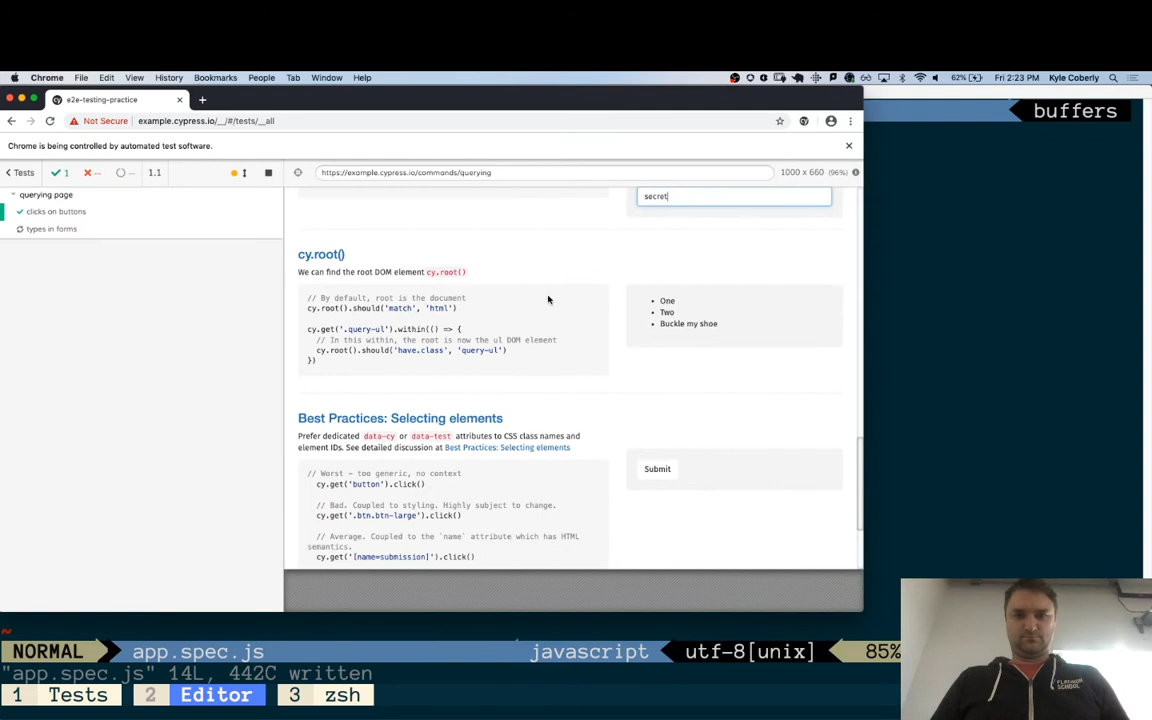 Chrome File Edit View History Bookmarks People Tab Window Help 62% Fri 2:23 PM Kyle Coberly
e2e-testing-practice
buffers
Not Secure example.cypress.io/__/#/tests/__all
Chrome is being controlled by automated test software.
Tests 1 -- -- 1.1 https://example.cypress.io/commands/querying 1000 x 660 (96%)
querying page
clicks on buttons
types in forms
secret
cy.root()
We can find the root DOM element cy.root()
// By default, root is the document
cy.root().should('match', 'html')
cy.get('.query-ul').within(() => {
// In this within, the root is now the ul DOM element
cy.root().should('have.class', 'query-ul')
})
One
Two
Buckle my shoe
Best Practices: Selecting elements
Prefer dedicated data-cy or data-test attributes to CSS class names and
element IDs. See detailed discussion at Best Practices: Selecting elements
// Worst - too generic, no context
cy.get('button').click()
// Bad. Coupled to styling. Highly subject to change.
cy.get('.btn.btn-large').click()
// Average. Coupled to the `name` attribute which has HTML
semantics.
cy.get('[name=submission]').click()
Submit
~
NORMAL app.spec.js javascript utf-8[unix] 85%
"app.spec.js" 14L, 442C written
1 Tests 2 Editor 3 zsh
FLATIRON
SCHOOL